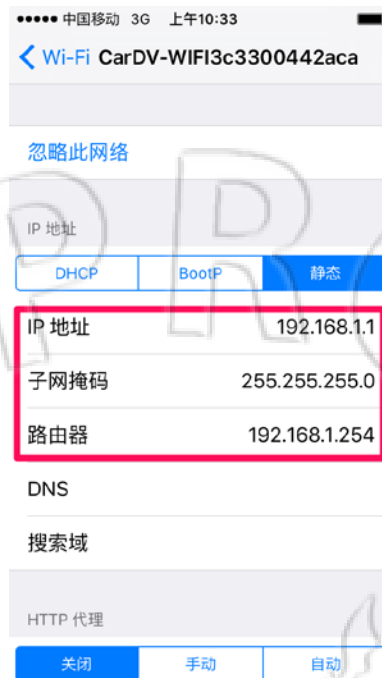 中国移动 3G 上午10:33
Wi-Fi CarDV-WIFI3c3300442aca
忽略此网络
IP 地址
DHCP BootP 静态
IP 地址 192.168.1.1
子网掩码 255.255.255.0
路由器 192.168.1.254
DNS
搜索域
HTTP 代理
关闭 手动 自动